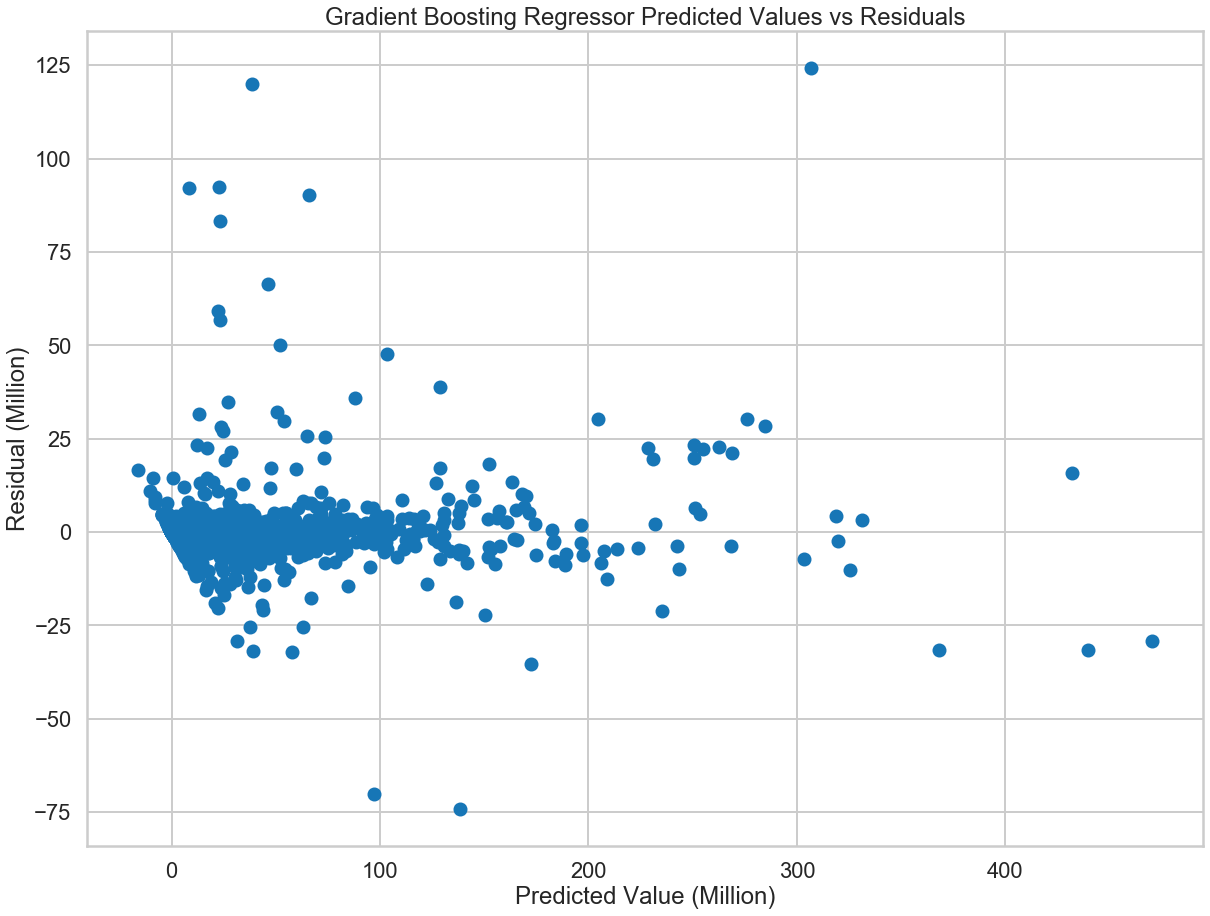 Gradient Boosting Regressor Predicted Values vs Residuals
125
100
75
50
25
0
−25
−50
−75
Residual (Million)
0 100 200 300 400
Predicted Value (Million)